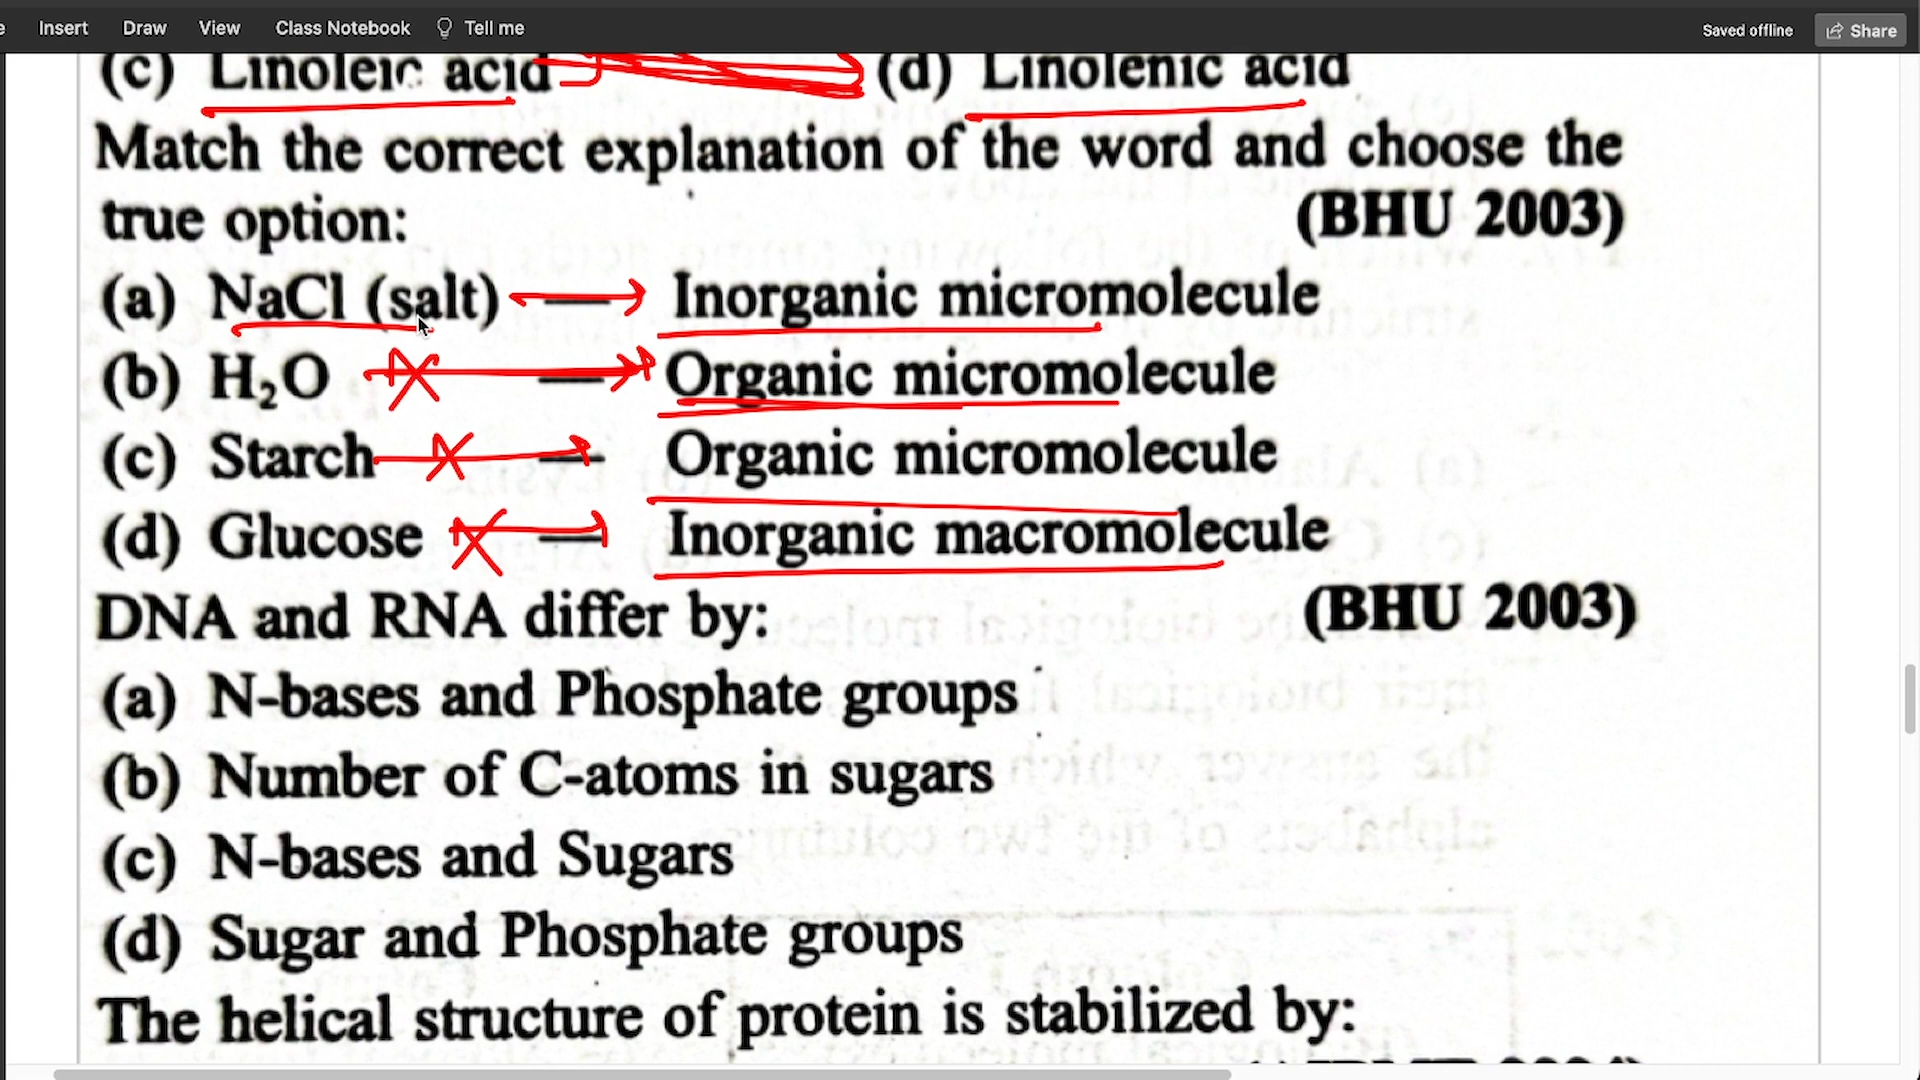 Insert Draw View Class Notebook Tell me Saved offline Share
(c) Linoleic acid (d) Linolenic acid
Match the correct explanation of the word and choose the
true option: (BHU 2003)
(a) NaCl (salt) — Inorganic micromolecule
(b) H₂O — Organic micromolecule
(c) Starch — Organic micromolecule
(d) Glucose — Inorganic macromolecule
DNA and RNA differ by: (BHU 2003)
(a) N-bases and Phosphate groups
(b) Number of C-atoms in sugars
(c) N-bases and Sugars
(d) Sugar and Phosphate groups
The helical structure of protein is stabilized by: